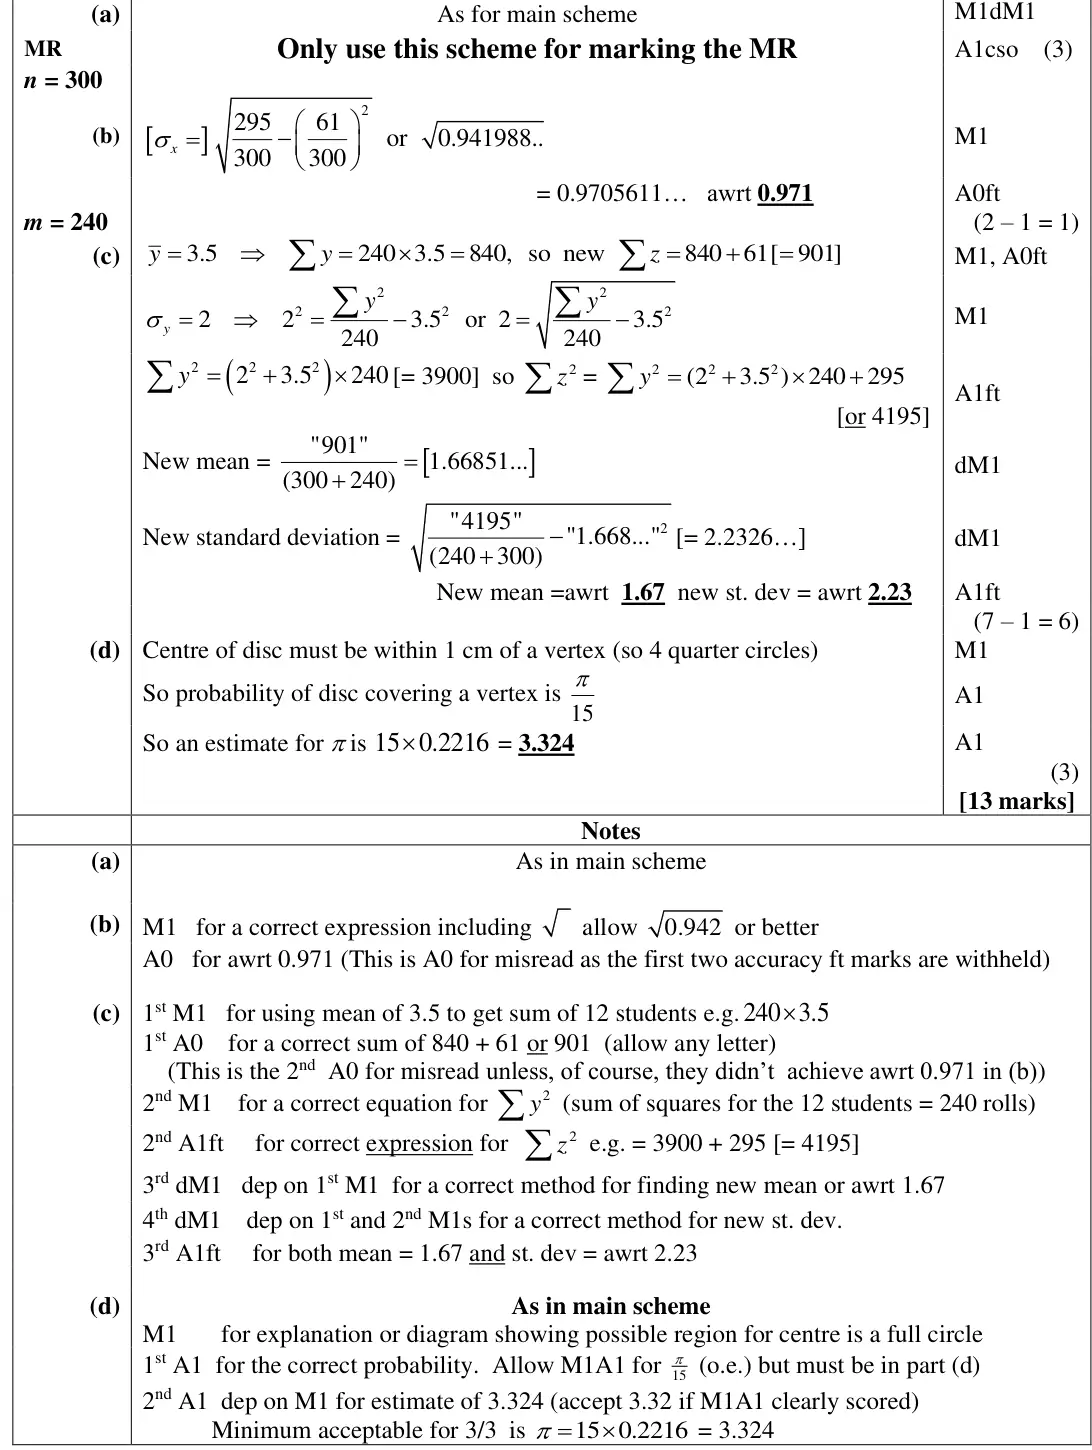 (a) As for main scheme M1dM1
MR Only use this scheme for marking the MR A1cso (3)
n = 300
(b) [σₓ =] √(295/300 − (61/300)²) or √0.941988.. M1
= 0.9705611… awrt 0.971 A0ft
m = 240 (2 – 1 = 1)
(c) y̅ = 3.5 ⇒ ∑ y = 240 × 3.5 = 840, so new ∑ z = 840 + 61 [= 901] M1, A0ft
σ_y = 2 ⇒ 2² = ∑ y²/240 − 3.5² or 2 = √(∑ y²/240 − 3.5²) M1
∑ y² = (2² + 3.5²) × 240 [= 3900] so ∑ z² = ∑ y² = (2² + 3.5²) × 240 + 295 A1ft
[or 4195]
New mean = "901"/(300 + 240) = [1.66851...] dM1
New standard deviation = √("4195"/(240 + 300) − "1.668..."²) [= 2.2326…] dM1
New mean =awrt 1.67 new st. dev = awrt 2.23 A1ft
(7 – 1 = 6)
(d) Centre of disc must be within 1 cm of a vertex (so 4 quarter circles) M1
So probability of disc covering a vertex is π/15 A1
So an estimate for π is 15 × 0.2216 = 3.324 A1
(3)
[13 marks]
Notes
(a) As in main scheme
(b) M1 for a correct expression including √ allow √0.942 or better
A0 for awrt 0.971 (This is A0 for misread as the first two accuracy ft marks are withheld)
(c) 1st M1 for using mean of 3.5 to get sum of 12 students e.g. 240 × 3.5
1st A0 for a correct sum of 840 + 61 or 901 (allow any letter)
(This is the 2nd A0 for misread unless, of course, they didn’t achieve awrt 0.971 in (b))
2nd M1 for a correct equation for ∑ y² (sum of squares for the 12 students = 240 rolls)
2nd A1ft for correct expression for ∑ z² e.g. = 3900 + 295 [= 4195]
3rd dM1 dep on 1st M1 for a correct method for finding new mean or awrt 1.67
4th dM1 dep on 1st and 2nd M1s for a correct method for new st. dev.
3rd A1ft for both mean = 1.67 and st. dev = awrt 2.23
(d) As in main scheme
M1 for explanation or diagram showing possible region for centre is a full circle
1st A1 for the correct probability. Allow M1A1 for π/15 (o.e.) but must be in part (d)
2nd A1 dep on M1 for estimate of 3.324 (accept 3.32 if M1A1 clearly scored)
Minimum acceptable for 3/3 is π = 15 × 0.2216 = 3.324